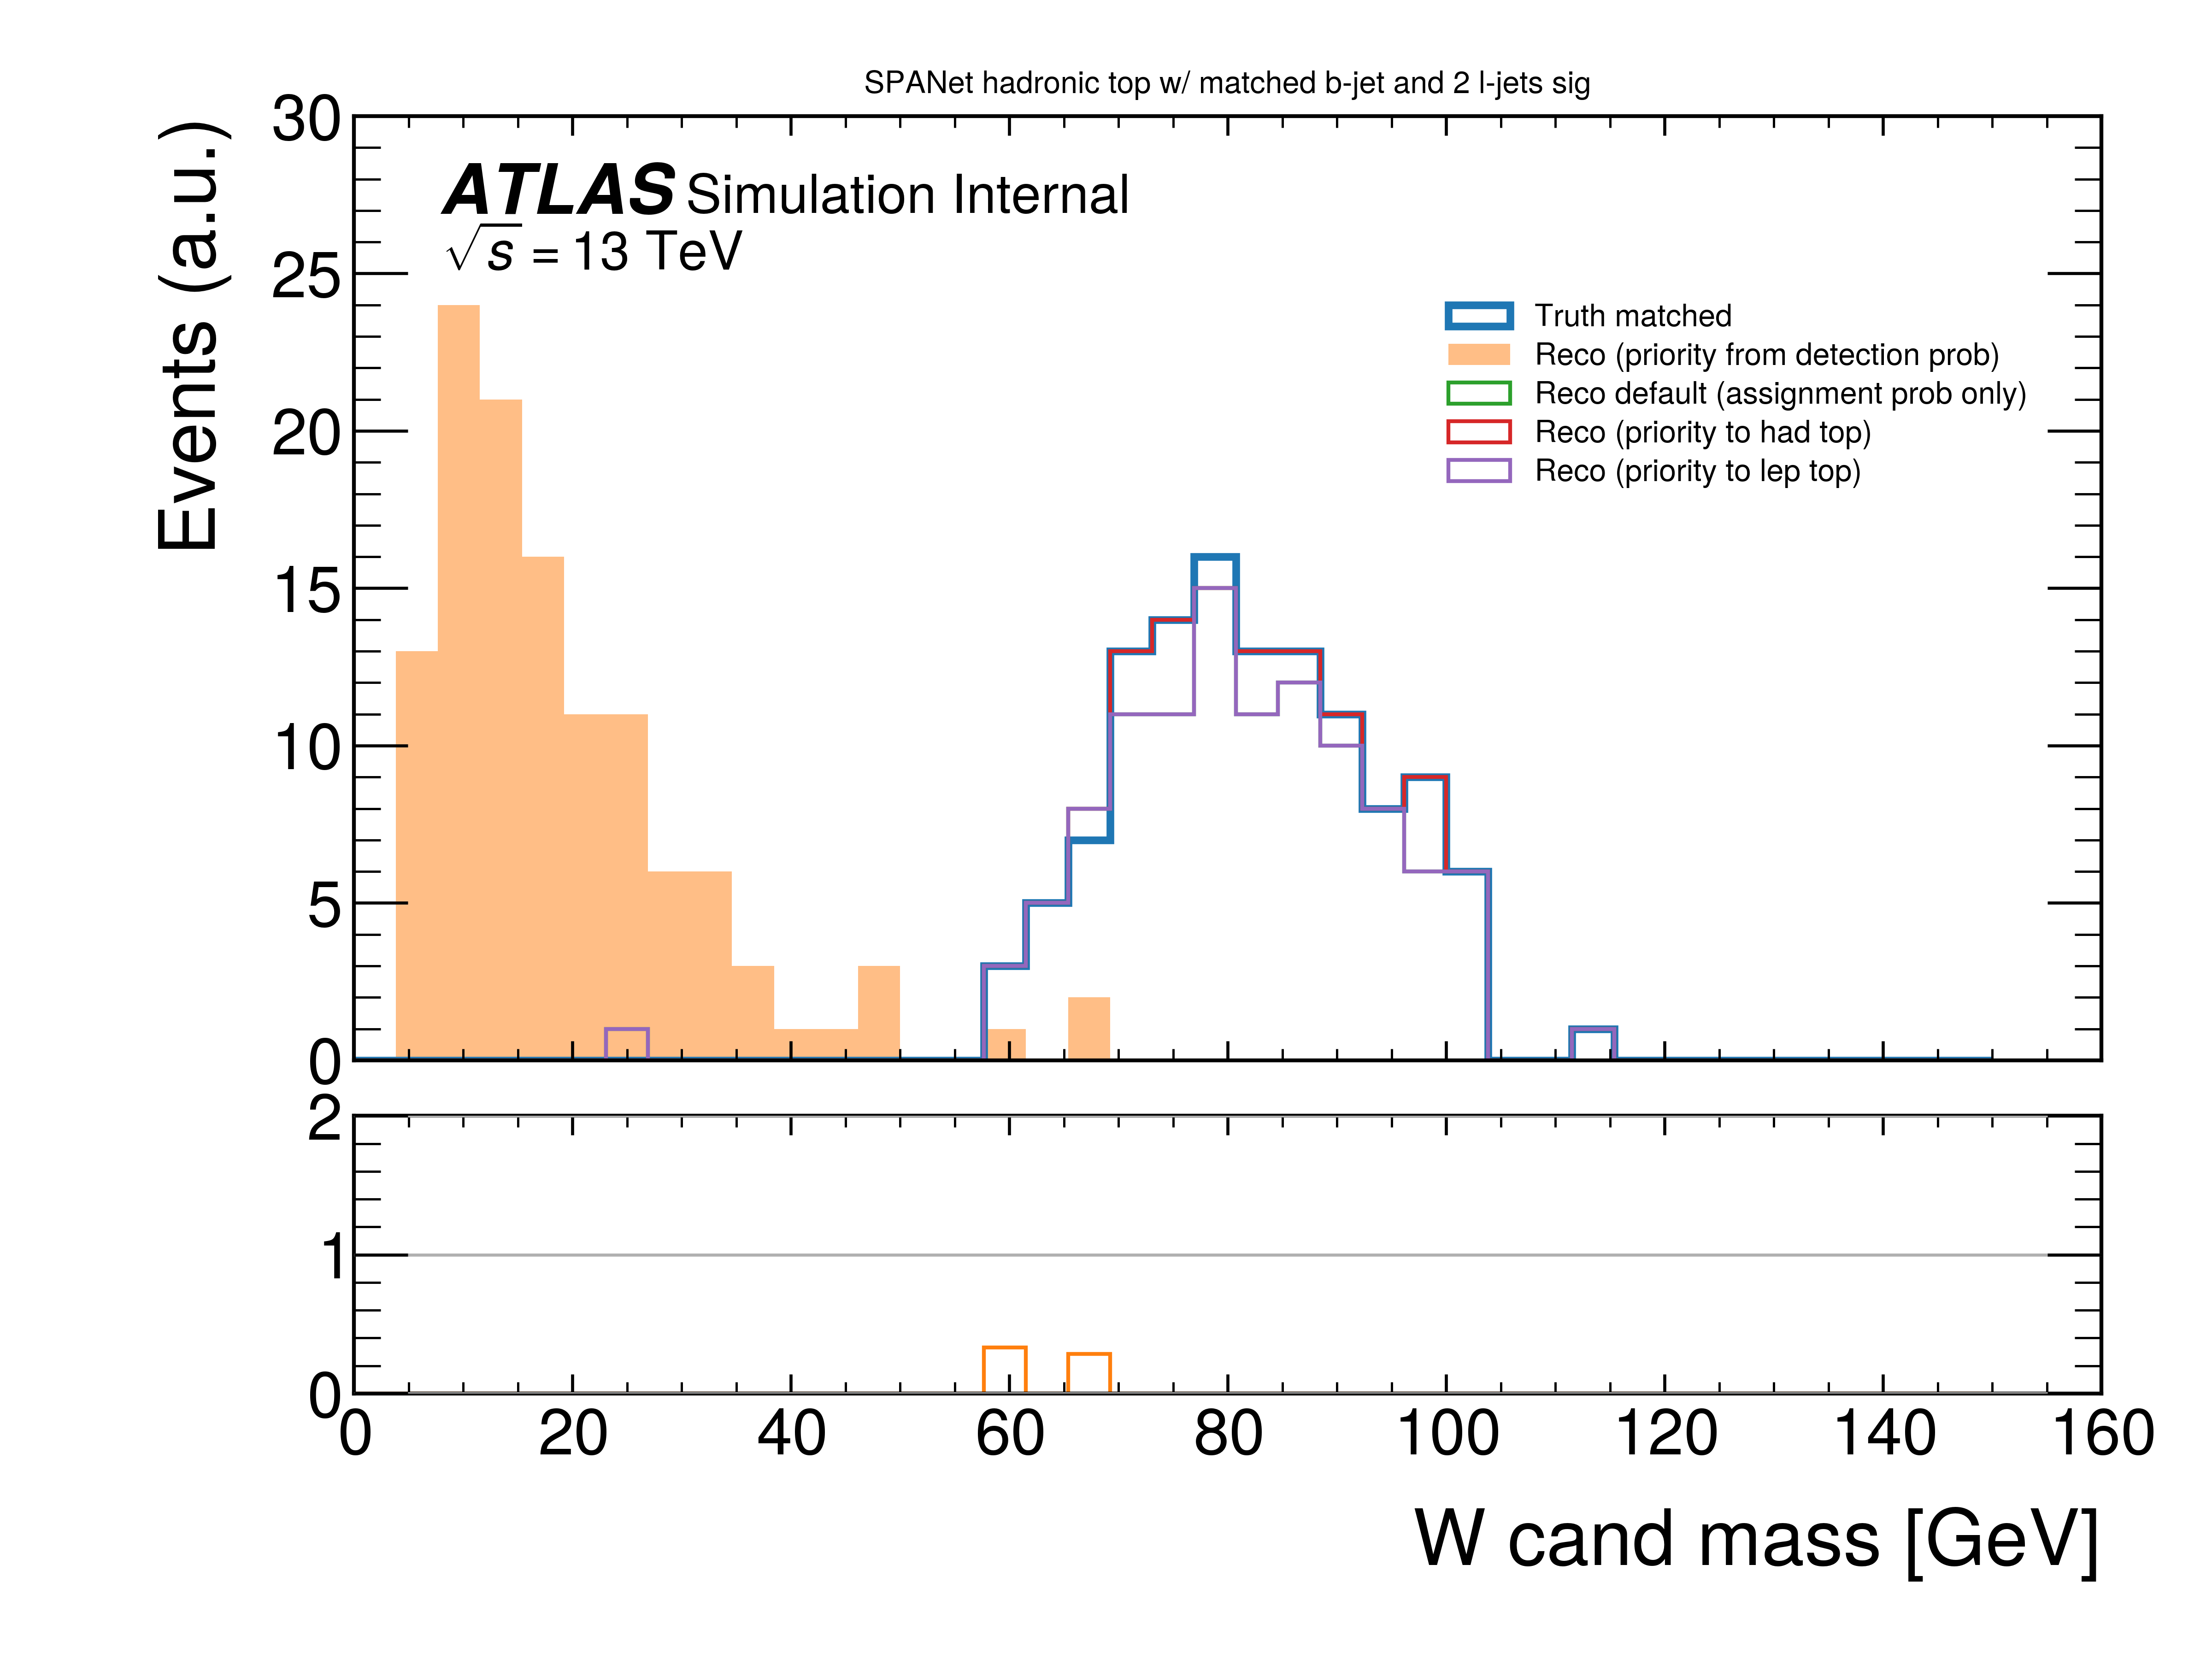 SPANet hadronic top w/ matched b-jet and 2 l-jets sig
30
25
20
15
10
5
0
Events (a.u.)
ATLAS Simulation Internal
√s = 13 TeV
Truth matched
Reco (priority from detection prob)
Reco default (assignment prob only)
Reco (priority to had top)
Reco (priority to lep top)
2
1
0
0 20 40 60 80 100 120 140 160
W cand mass [GeV]